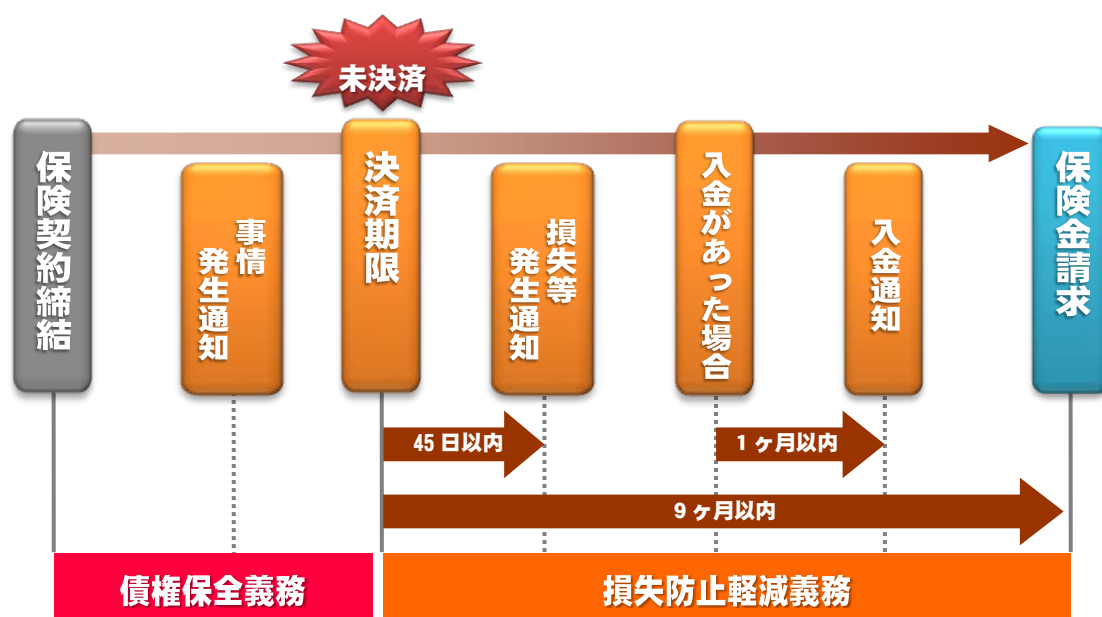 未決済
保険契約締結
事情
発生通知
決済期限
損失等
発生通知
入金があった場合
入金通知
保険金請求
45日以内
1ヶ月以内
9ヶ月以内
債権保全義務
損失防止軽減義務